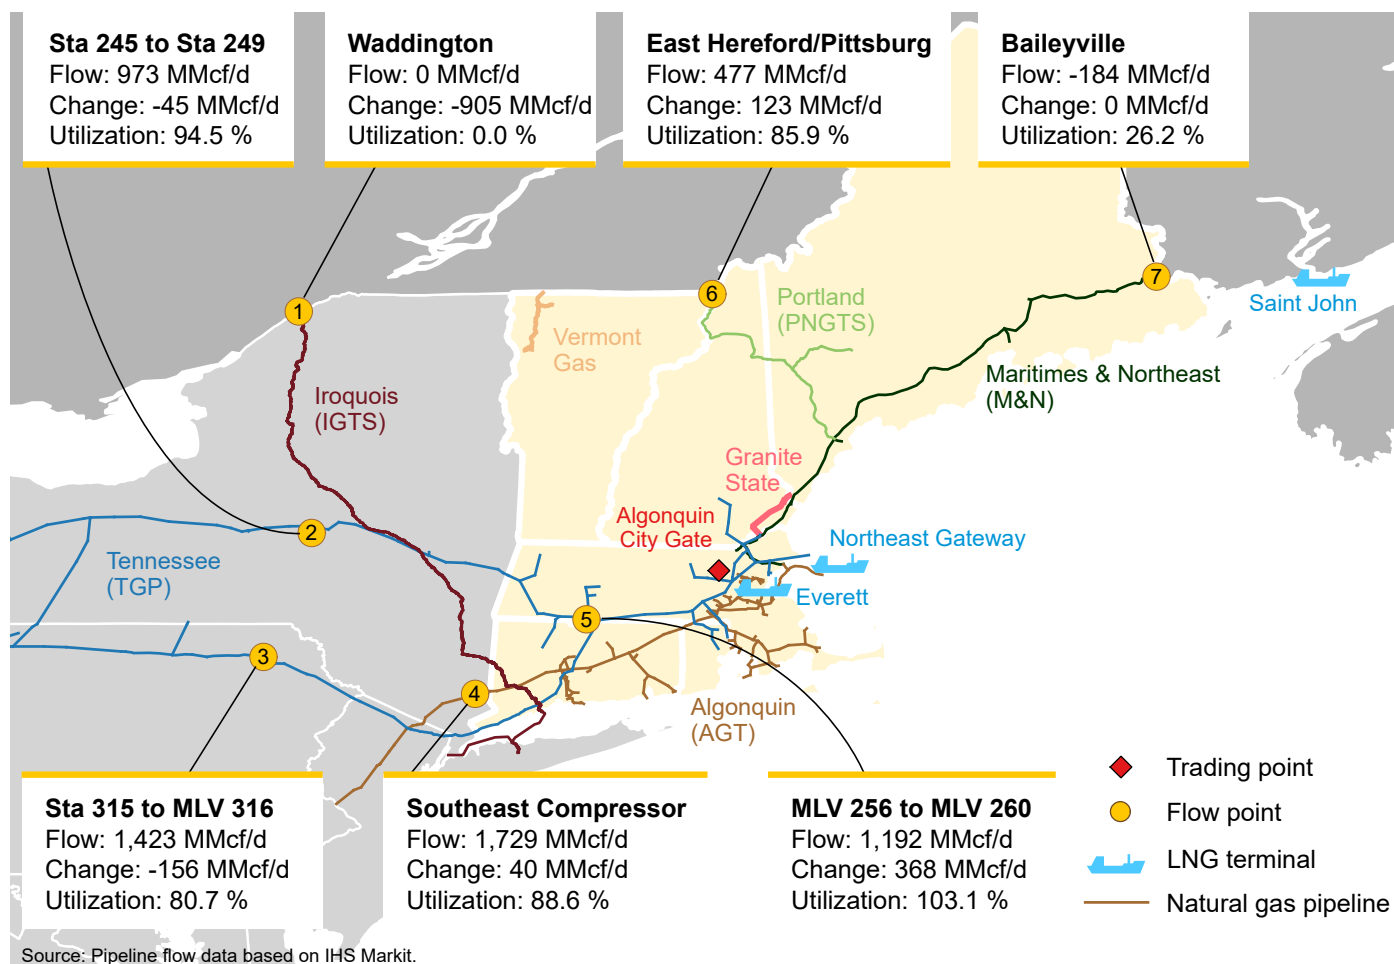 Sta 245 to Sta 249
Flow: 973 MMcf/d
Change: -45 MMcf/d
Utilization: 94.5 %
Waddington
Flow: 0 MMcf/d
Change: -905 MMcf/d
Utilization: 0.0 %
East Hereford/Pittsburg
Flow: 477 MMcf/d
Change: 123 MMcf/d
Utilization: 85.9 %
Baileyville
Flow: -184 MMcf/d
Change: 0 MMcf/d
Utilization: 26.2 %
7
6
1
Saint John
Portland
(PNGTS)
Vermont
Gas
Maritimes & Northeast
(M&N)
Iroquois
(IGTS)
Granite
State
Algonquin
City Gate
2
Northeast Gateway
Tennessee
(TGP)
Everett
5
3
4
Algonquin
(AGT)
Sta 315 to MLV 316
Flow: 1,423 MMcf/d
Change: -156 MMcf/d
Utilization: 80.7 %
Southeast Compressor
Flow: 1,729 MMcf/d
Change: 40 MMcf/d
Utilization: 88.6 %
MLV 256 to MLV 260
Flow: 1,192 MMcf/d
Change: 368 MMcf/d
Utilization: 103.1 %
Trading point
Flow point
LNG terminal
Natural gas pipeline
Source: Pipeline flow data based on IHS Markit.